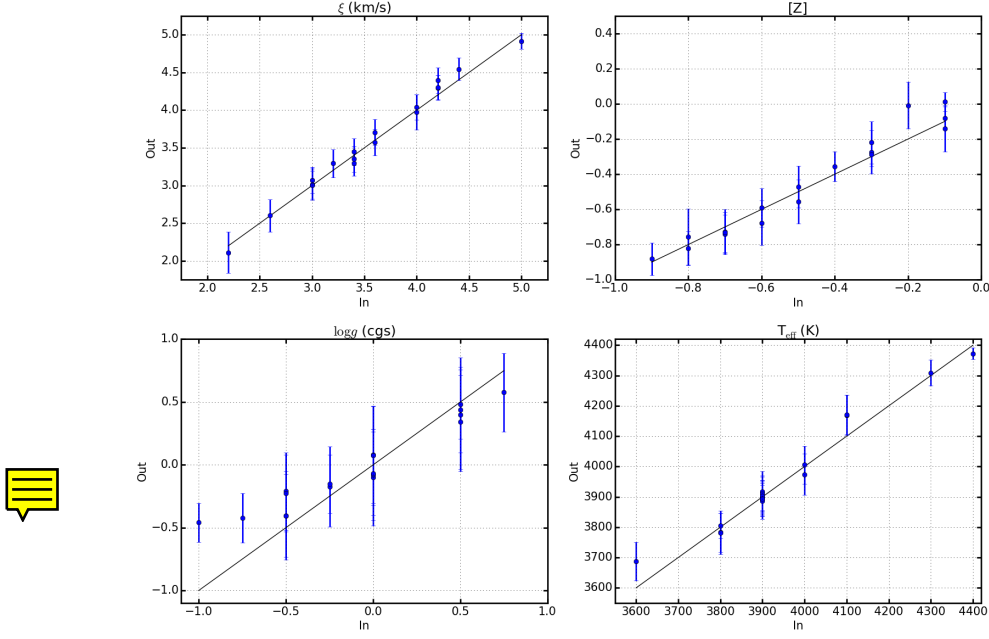 ξ (km/s)
5.0
4.5
4.0
3.5
3.0
2.5
2.0
Out
2.0 2.5 3.0 3.5 4.0 4.5 5.0
In
[Z]
0.4
0.2
0.0
−0.2
−0.4
−0.6
−0.8
−1.0
Out
−1.0 −0.8 −0.6 −0.4 −0.2 0.0
In
log g (cgs)
1.0
0.5
0.0
−0.5
−1.0
Out
−1.0 −0.5 0.0 0.5 1.0
In
T_eff (K)
4400
4300
4200
4100
4000
3900
3800
3700
3600
Out
3600 3700 3800 3900 4000 4100 4200 4300 4400
In